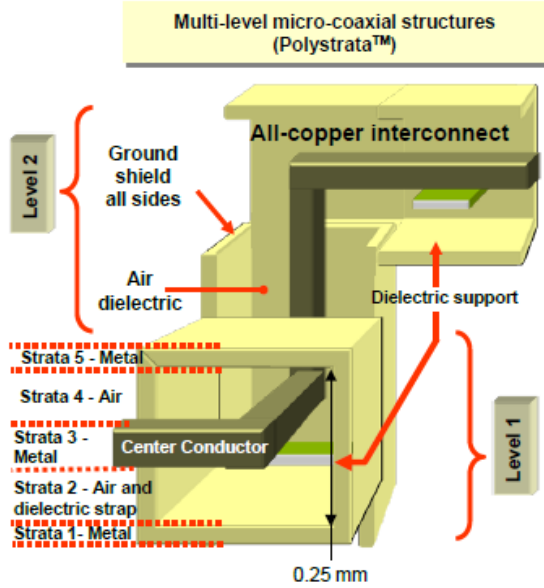 Multi-level micro-coaxial structures
(Polystrata™)
All-copper interconnect
Level 2
Ground
shield
all sides
Air
dielectric
Dielectric support
Strata 5 - Metal
Strata 4 - Air
Strata 3 -
Metal
Center Conductor
Strata 2 - Air and
dielectric strap
Strata 1- Metal
Level 1
0.25 mm